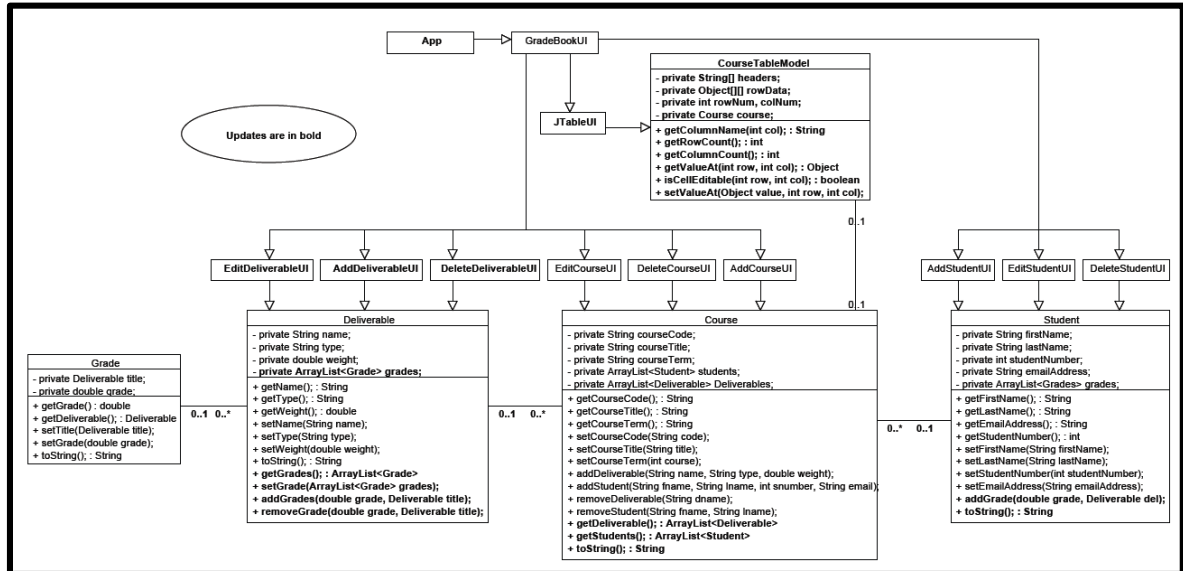 App
GradeBookUI
CourseTableModel
- private String[] headers;
- private Object[][] rowData;
- private int rowNum, colNum;
- private Course course;
+ getColumnName(int col); : String
+ getRowCount(); : int
+ getColumnCount(); : int
+ getValueAt(int row, int col); : Object
+ isCellEditable(int row, int col); : boolean
+ setValueAt(Object value, int row, int col);
JTableUI
Updates are in bold
0..1
EditDeliverableUI
AddDeliverableUI
DeleteDeliverableUI
EditCourseUI
DeleteCourseUI
AddCourseUI
AddStudentUI
EditStudentUI
DeleteStudentUI
0..1
Grade
- private Deliverable title;
- private double grade;
+ getGrade() : double
+ getDeliverable(); : Deliverable
+ setTitle(Deliverable title);
+ setGrade(double grade);
+ toString(); : String
0..1 0..*
Deliverable
- private String name;
- private String type;
- private double weight;
- private ArrayList<Grade> grades;
+ getName(); : String
+ getType(); : String
+ getWeight(); : double
+ setName(String name);
+ setType(String type);
+ setWeight(double weight);
+ toString(); : String
+ getGrades(); : ArrayList<Grade>
+ setGrade(ArrayList<Grade> grades);
+ addGrades(double grade, Deliverable title);
+ removeGrade(double grade, Deliverable title);
0..1 0..*
Course
- private String courseCode;
- private String courseTitle;
- private String courseTerm;
- private ArrayList<Student> students;
- private ArrayList<Deliverable> Deliverables;
+ getCourseCode(); : String
+ getCourseTitle(); : String
+ getCourseTerm(); : String
+ setCourseCode(String code);
+ setCourseTitle(String title);
+ setCourseTerm(int course);
+ addDeliverable(String name, String type, double weight);
+ addStudent(String fname, String lname, int snumber, String email);
+ removeDeliverable(String dname);
+ removeStudent(String fname, String lname);
+ getDeliverable(); : ArrayList<Deliverable>
+ getStudents(); : ArrayList<Student>
+ toString(); : String
0..* 0..1
Student
- private String firstName;
- private String lastName;
- private int studentNumber;
- private String emailAddress;
- private ArrayList<Grades> grades;
+ getFirstName(); : String
+ getLastName(); : String
+ getEmailAddress(); : String
+ getStudentNumber(); : int
+ setFirstName(String firstName);
+ setLastName(String lastName);
+ setStudentNumber(int studentNumber);
+ setEmailAddress(String emailAddress);
+ addGrade(double grade, Deliverable del);
+ toString(); : String